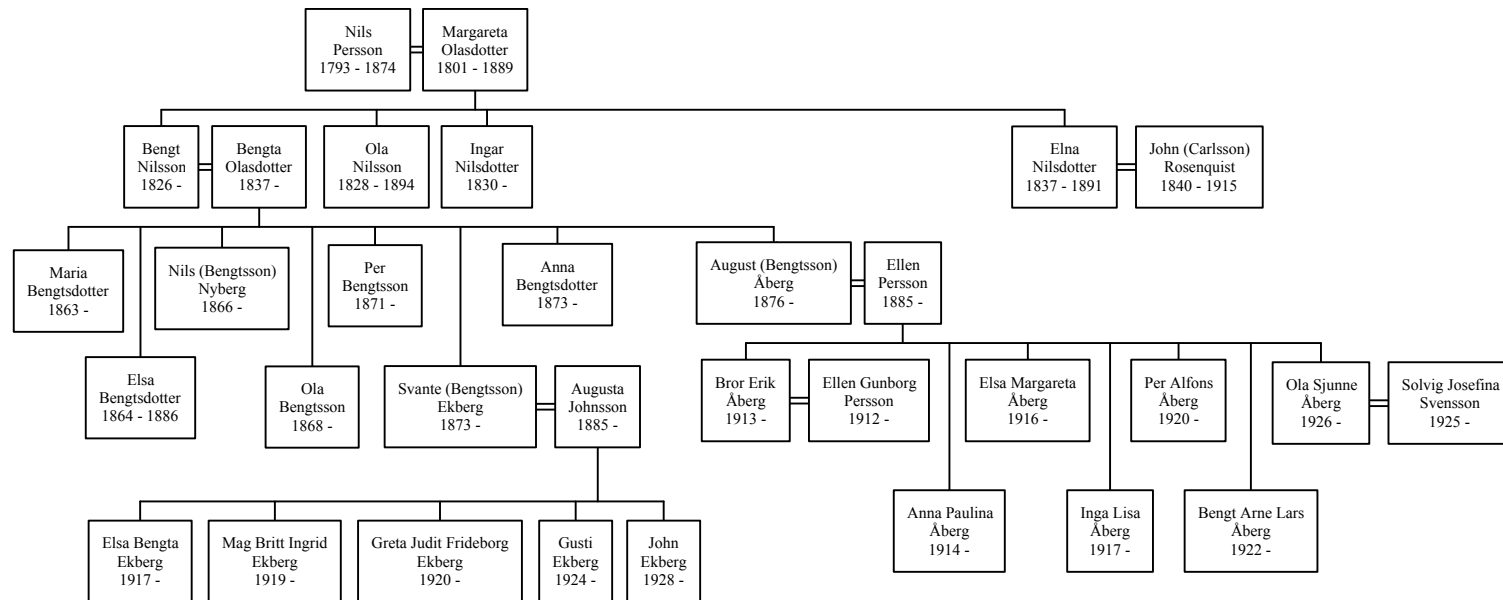 Nils
Persson
1793 - 1874
Margareta
Olasdotter
1801 - 1889
Bengt
Nilsson
1826 -
Bengta
Olasdotter
1837 -
Ola
Nilsson
1828 - 1894
Ingar
Nilsdotter
1830 -
Elna
Nilsdotter
1837 - 1891
John (Carlsson)
Rosenquist
1840 - 1915
Maria
Bengtsdotter
1863 -
Nils (Bengtsson)
Nyberg
1866 -
Per
Bengtsson
1871 -
Anna
Bengtsdotter
1873 -
August (Bengtsson)
Åberg
1876 -
Ellen
Persson
1885 -
Elsa
Bengtsdotter
1864 - 1886
Ola
Bengtsson
1868 -
Svante (Bengtsson)
Ekberg
1873 -
Augusta
Johnsson
1885 -
Bror Erik
Åberg
1913 -
Ellen Gunborg
Persson
1912 -
Elsa Margareta
Åberg
1916 -
Per Alfons
Åberg
1920 -
Ola Sjunne
Åberg
1926 -
Solvig Josefina
Svensson
1925 -
Anna Paulina
Åberg
1914 -
Inga Lisa
Åberg
1917 -
Bengt Arne Lars
Åberg
1922 -
Elsa Bengta
Ekberg
1917 -
Mag Britt Ingrid
Ekberg
1919 -
Greta Judit Frideborg
Ekberg
1920 -
Gusti
Ekberg
1924 -
John
Ekberg
1928 -